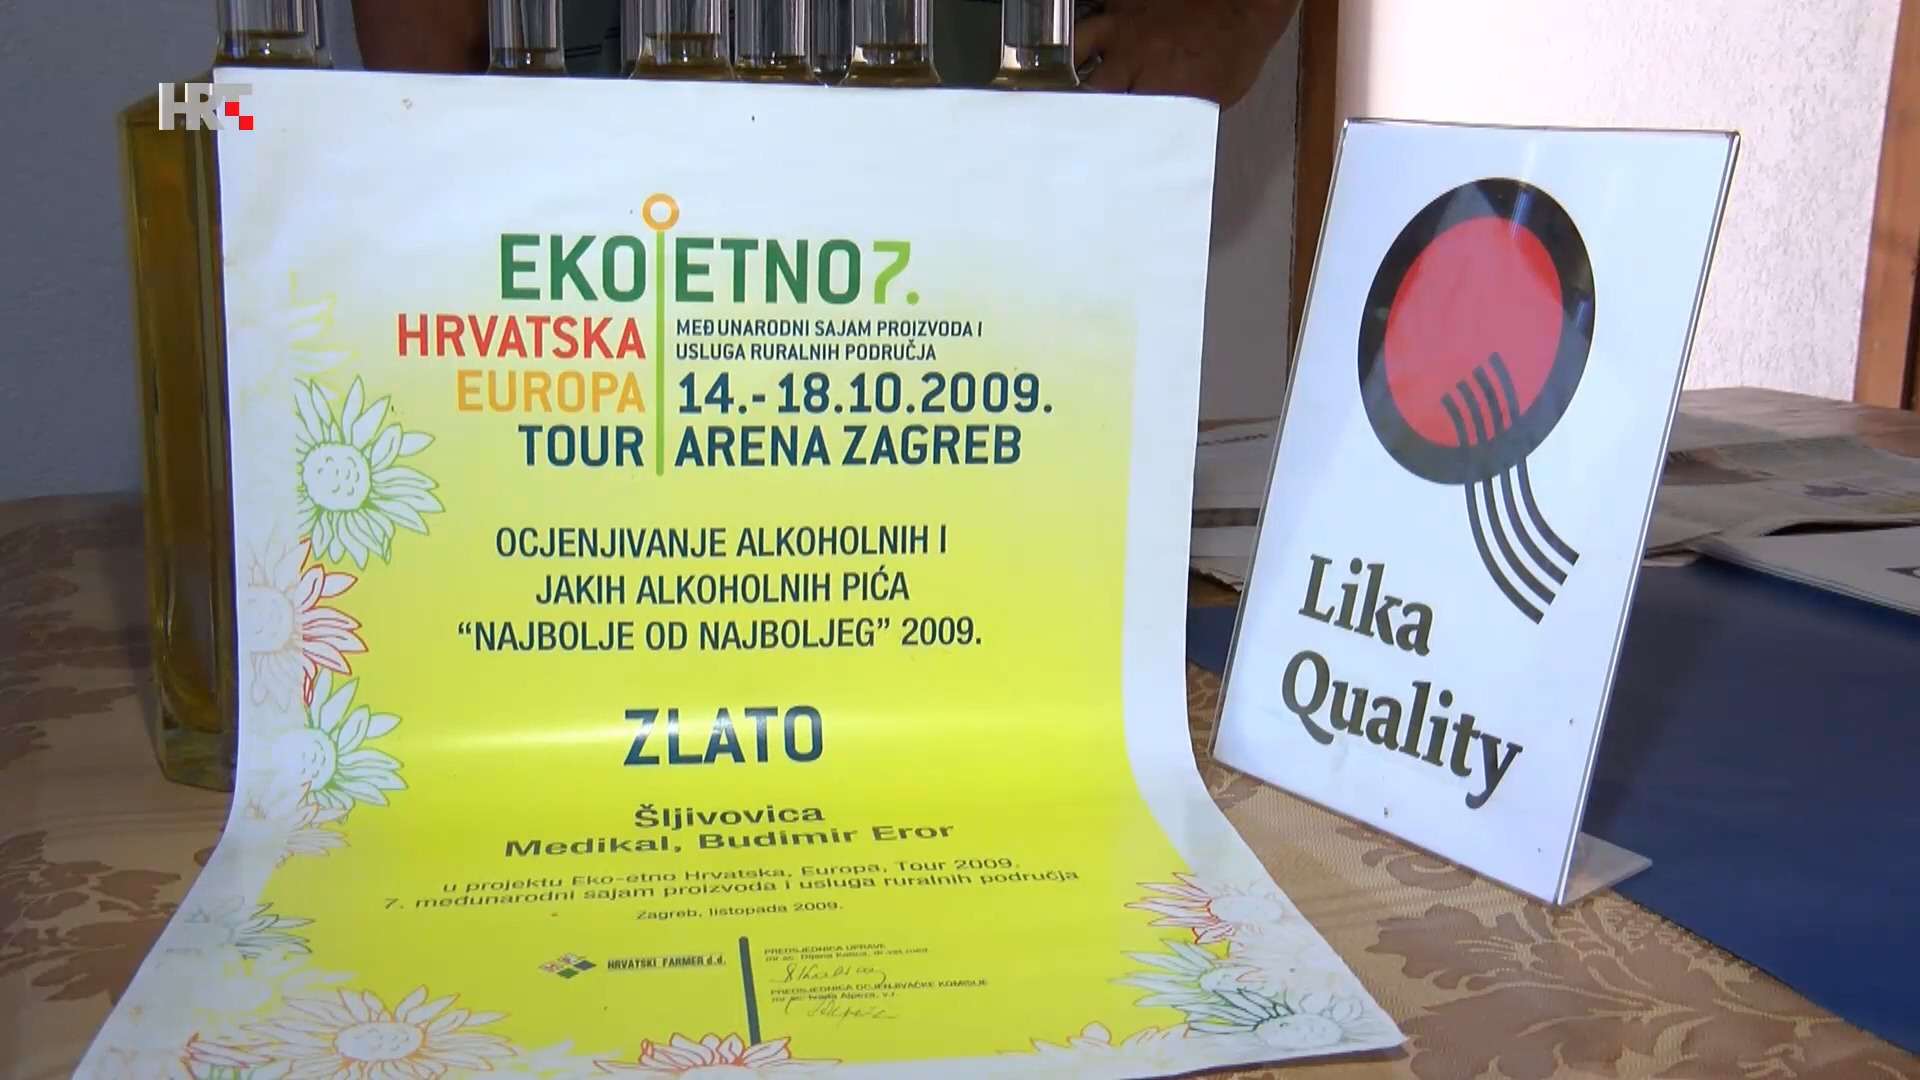 HRT
EKO ETNO 7.
HRVATSKA
EUROPA
TOUR
MEĐUNARODNI SAJAM PROIZVODA I
USLUGA RURALNIH PODRUČJA
14.-18.10.2009.
ARENA ZAGREB
OCJENJIVANJE ALKOHOLNIH I
JAKIH ALKOHOLNIH PIĆA
“NAJBOLJE OD NAJBOLJEG” 2009.
ZLATO
Šljivovica
Medikal, Budimir Eror
u projektu Eko-etno Hrvatska, Europa, Tour 2009.
7. međunarodni sajam proizvoda i usluga ruralnih područja
Zagreb, listopada 2009.
HRVATSKI FARMER d.d.
PREDSJEDNICA UPRAVE
PREDSJEDNICA OCJENJIVAČKE KOMISIJE
Lika
Quality